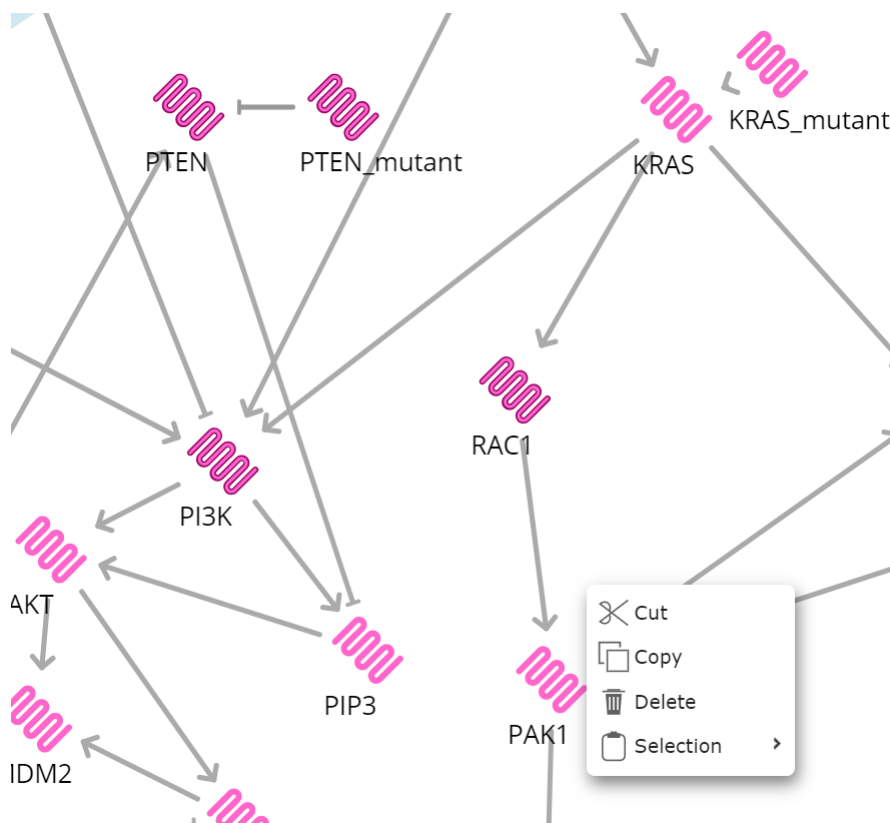 PTEN
PTEN_mutant
KRAS_mutant
KRAS
RAC1
PI3K
AKT
PIP3
PAK1
IDM2
Cut
Copy
Delete
Selection